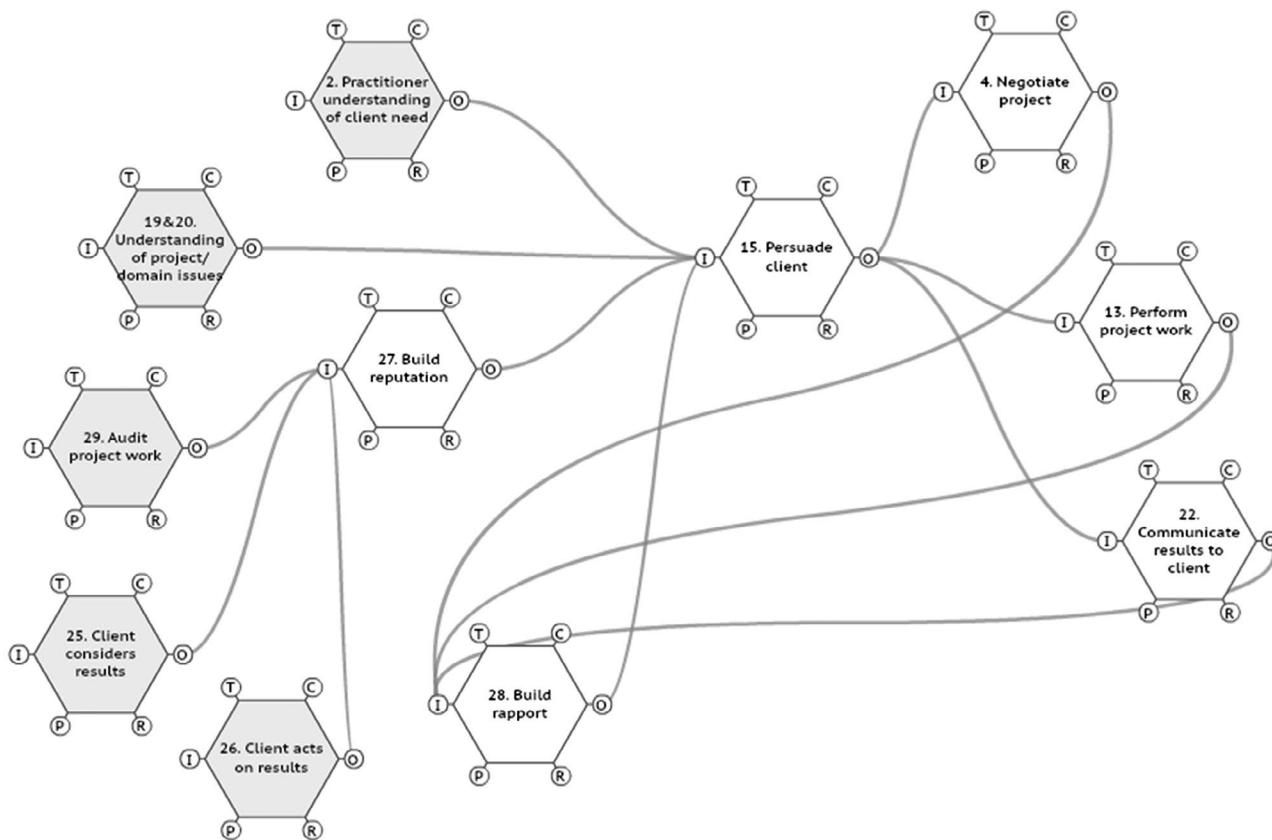 T C
2. Practitioner
understanding
of client need
I O
P R
T C
4. Negotiate
project
I O
P R
T C
19&20.
Understanding
of project/
domain issues
I O
P R
T C
15. Persuade
client
I O
P R
T C
13. Perform
project work
I O
P R
T C
27. Build
reputation
I O
P R
T C
29. Audit
project work
I O
P R
T C
22.
Communicate
results to
client
I O
P R
T C
25. Client
considers
results
I O
P R
T C
28. Build
rapport
I O
P R
T C
26. Client acts
on results
I O
P R